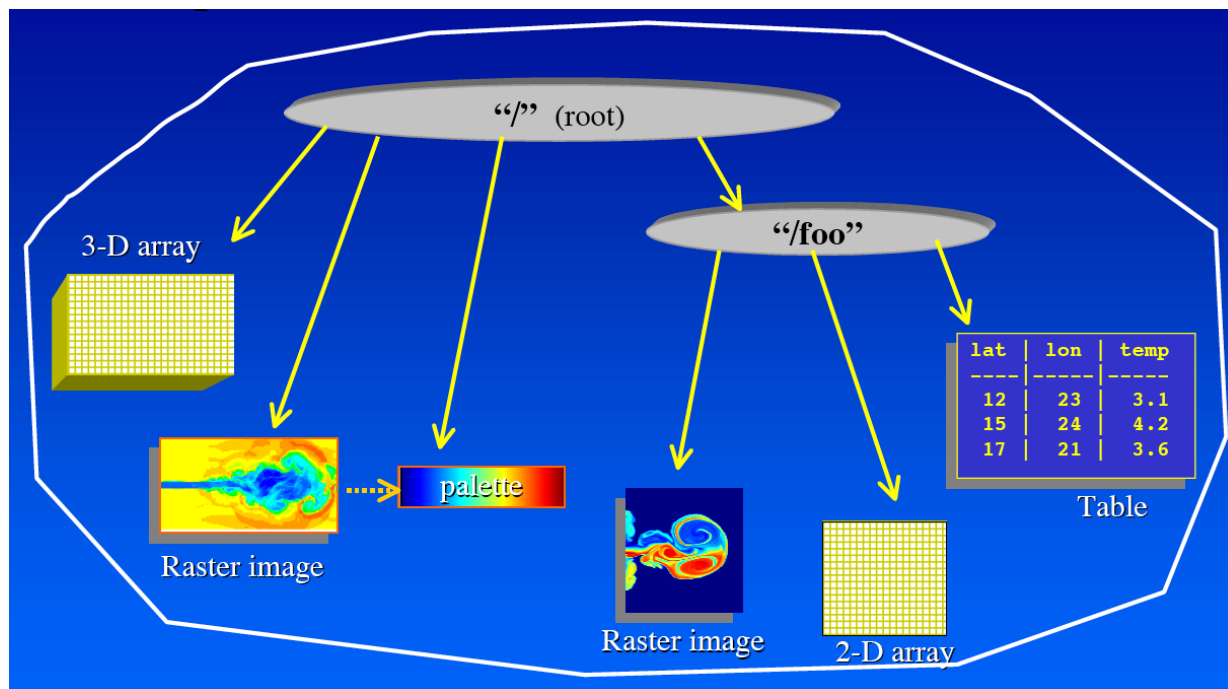 “/” (root)
“/foo”
3-D array
lat | lon | temp
----|-----|-----
12 | 23 | 3.1
15 | 24 | 4.2
17 | 21 | 3.6
palette
Table
Raster image
Raster image
2-D array